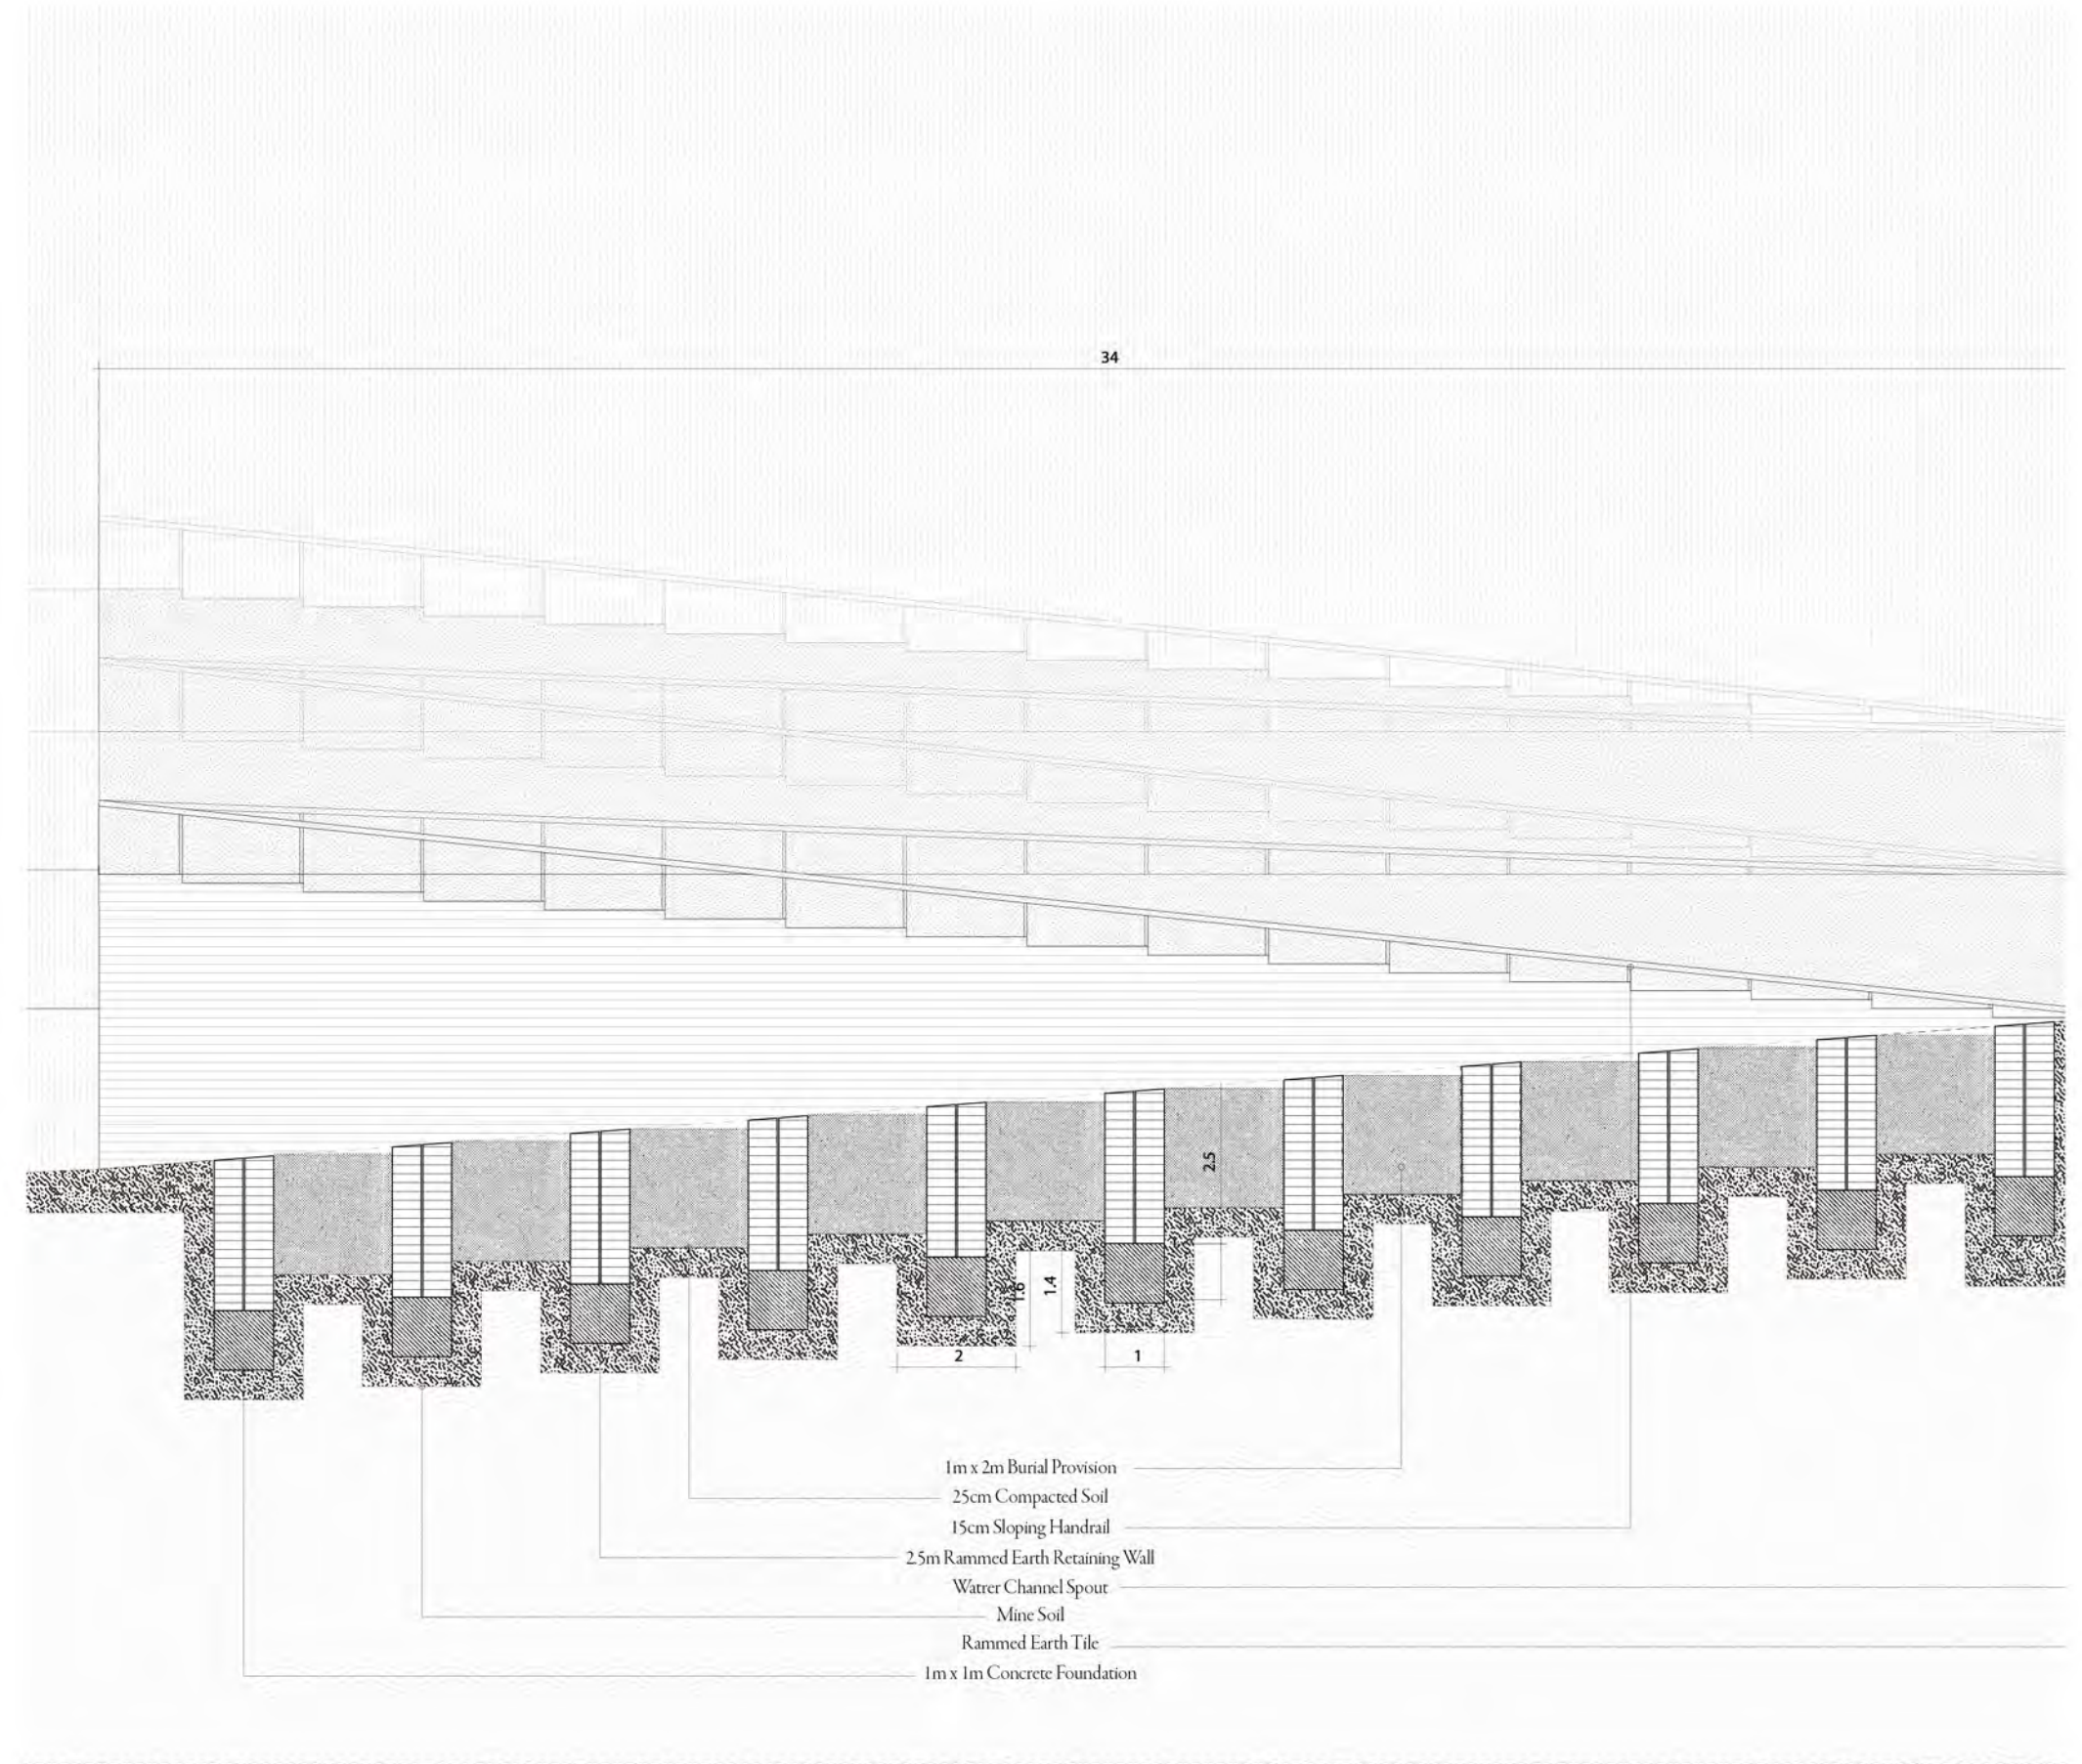 34
2.5
1.6
1.4
2
1
1m x 2m Burial Provision
25cm Compacted Soil
15cm Sloping Handrail
2.5m Rammed Earth Retaining Wall
Watrer Channel Spout
Mine Soil
Rammed Earth Tile
1m x 1m Concrete Foundation